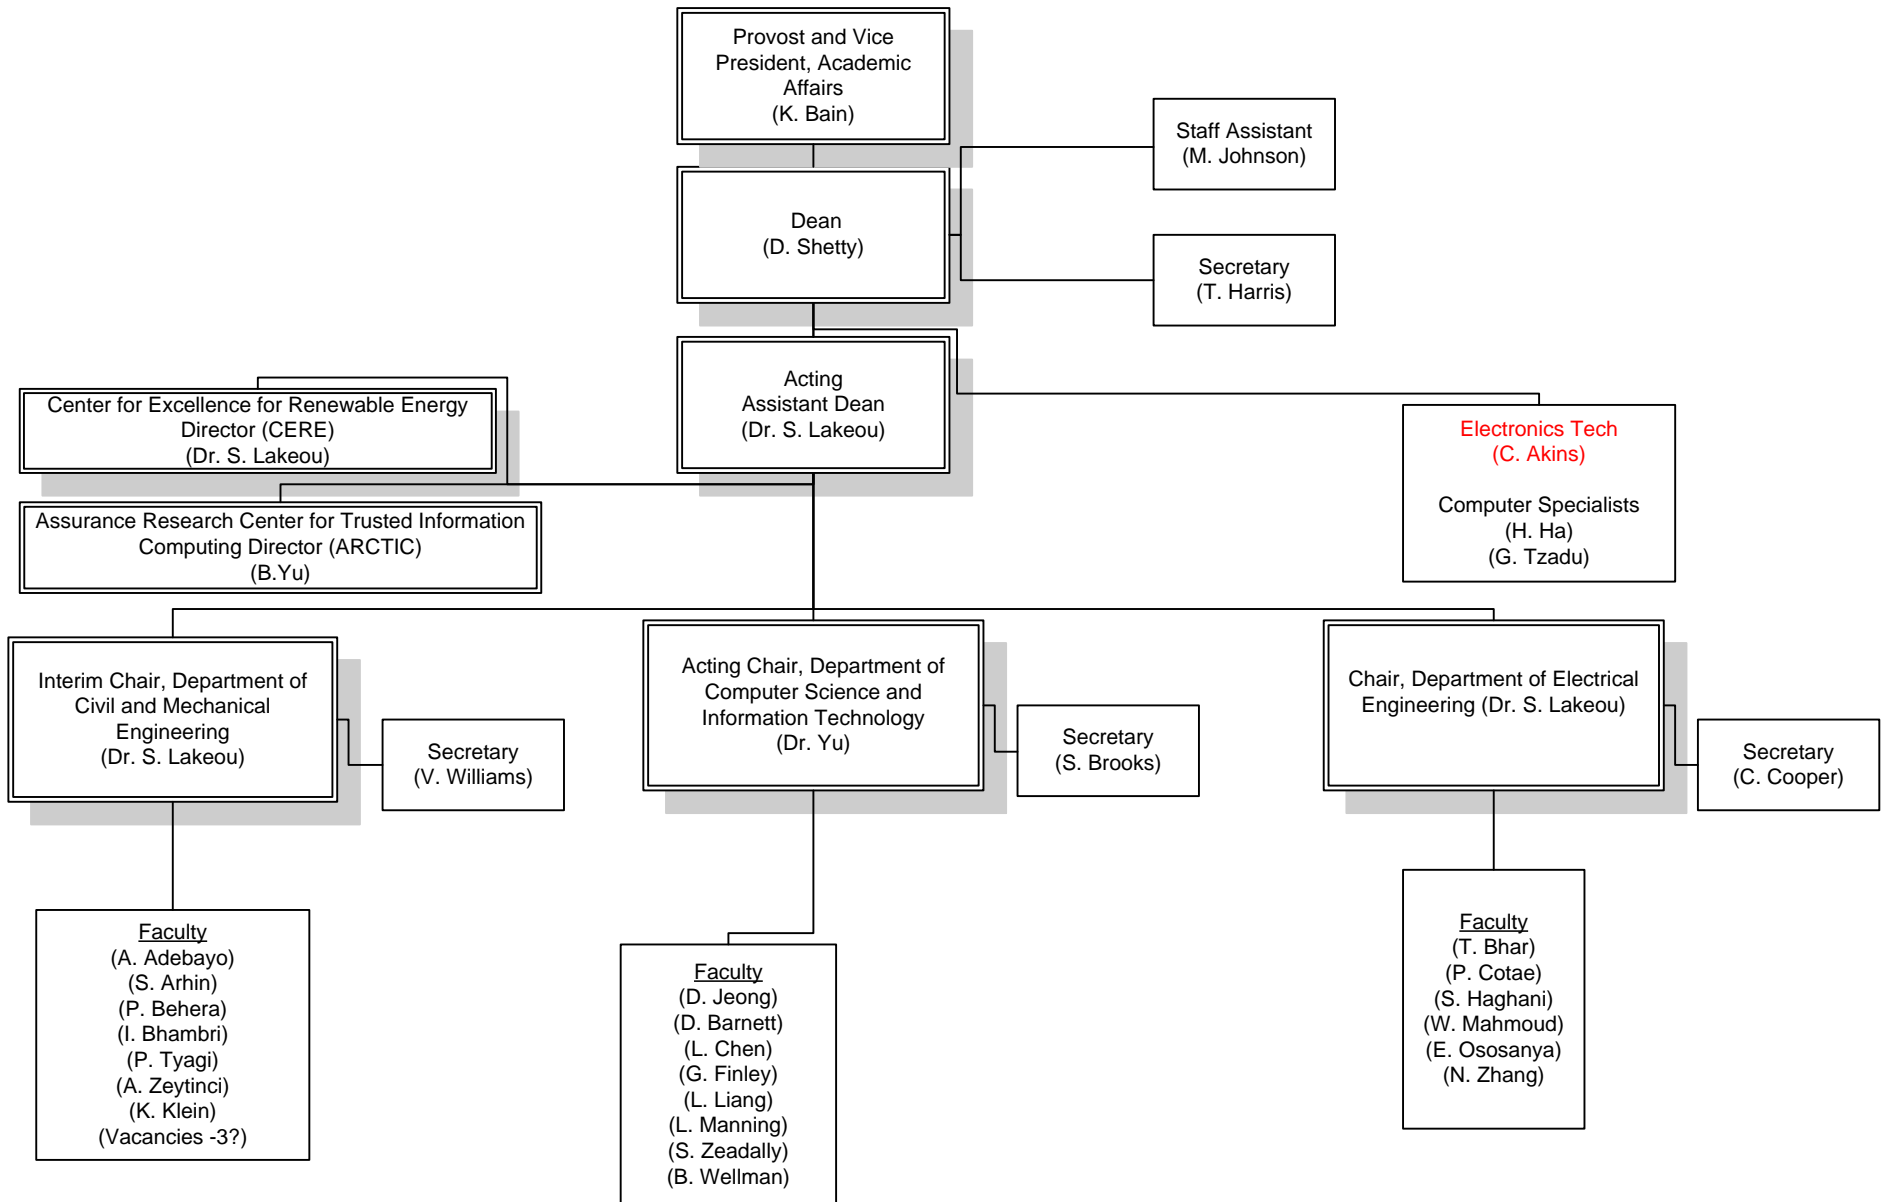 Provost and Vice
President, Academic
Affairs
(K. Bain)
Staff Assistant
(M. Johnson)
Dean
(D. Shetty)
Secretary
(T. Harris)
Acting
Assistant Dean
(Dr. S. Lakeou)
Center for Excellence for Renewable Energy
Director (CERE)
(Dr. S. Lakeou)
Electronics Tech
(C. Akins)
Computer Specialists
(H. Ha)
(G. Tzadu)
Assurance Research Center for Trusted Information
Computing Director (ARCTIC)
(B.Yu)
Interim Chair, Department of
Civil and Mechanical
Engineering
(Dr. S. Lakeou)
Secretary
(V. Williams)
Acting Chair, Department of
Computer Science and
Information Technology
(Dr. Yu)
Secretary
(S. Brooks)
Chair, Department of Electrical
Engineering (Dr. S. Lakeou)
Secretary
(C. Cooper)
Faculty
(A. Adebayo)
(S. Arhin)
(P. Behera)
(I. Bhambri)
(P. Tyagi)
(A. Zeytinci)
(K. Klein)
(Vacancies -3?)
Faculty
(D. Jeong)
(D. Barnett)
(L. Chen)
(G. Finley)
(L. Liang)
(L. Manning)
(S. Zeadally)
(B. Wellman)
Faculty
(T. Bhar)
(P. Cotae)
(S. Haghani)
(W. Mahmoud)
(E. Ososanya)
(N. Zhang)